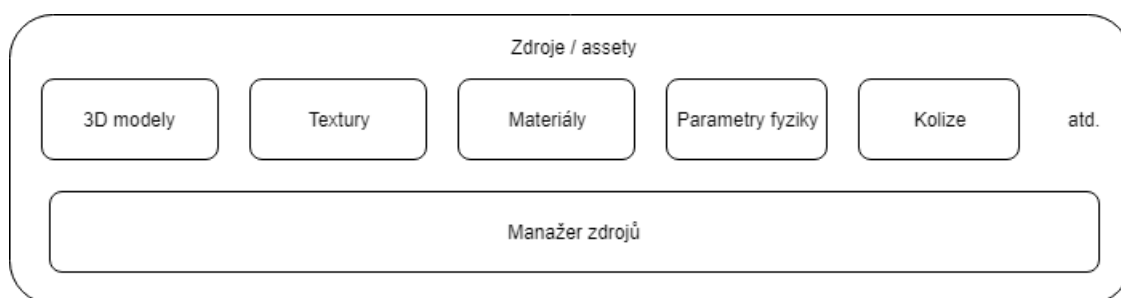 Zdroje / assety
3D modely
Textury
Materiály
Parametry fyziky
Kolize
atd.
Manažer zdrojů